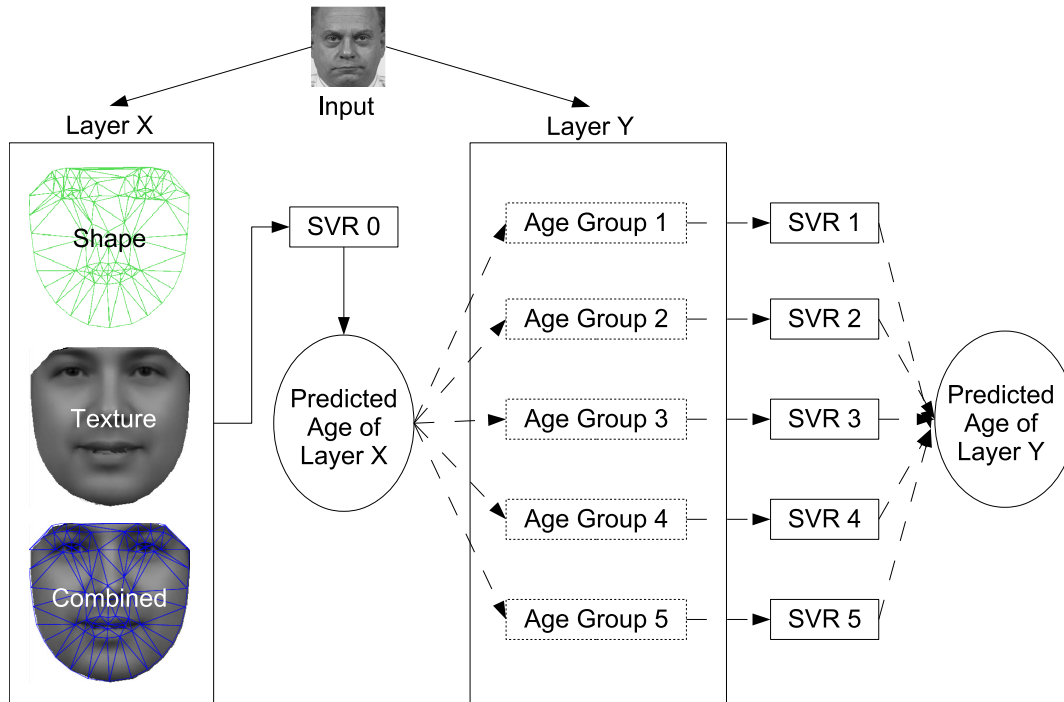 Input
Layer X
Layer Y
Shape
Texture
Combined
SVR 0
Predicted
Age of
Layer X
Age Group 1
Age Group 2
Age Group 3
Age Group 4
Age Group 5
SVR 1
SVR 2
SVR 3
SVR 4
SVR 5
Predicted
Age of
Layer Y